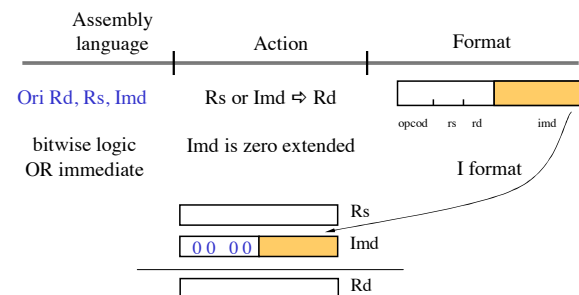 Assembly
language
Action
Format
Ori Rd, Rs, Imd
Rs or Imd ⇨ Rd
opcod rs rd imd
bitwise logic
OR immediate
Imd is zero extended
I format
Rs
00 00 Imd
Rd